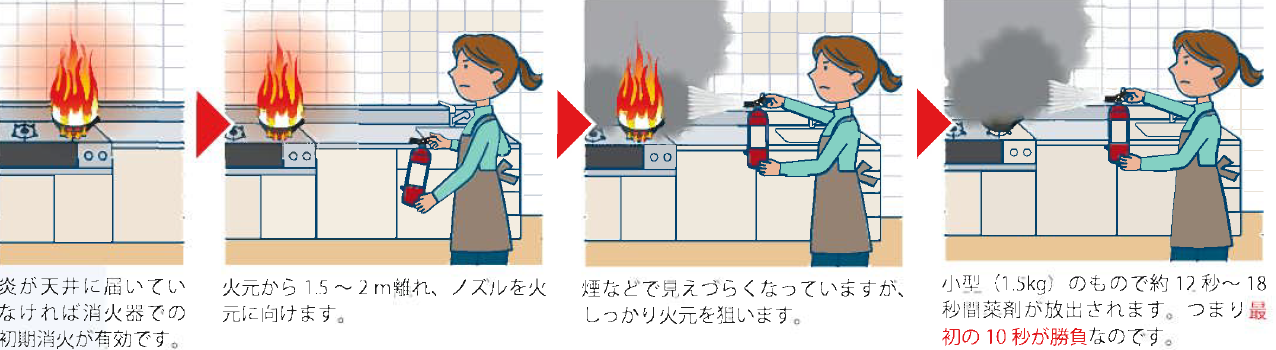 炎が天井に届いてい
なければ消火器での
初期消火が有効です。
火元から 1.5 ～ 2 m離れ、ノズルを火
元に向けます。
煙などで見えづらくなっていますが、
しっかり火元を狙います。
小型（1.5kg）のもので約 12 秒～ 18
秒間薬剤が放出されます。つまり最
初の 10 秒が勝負なのです。